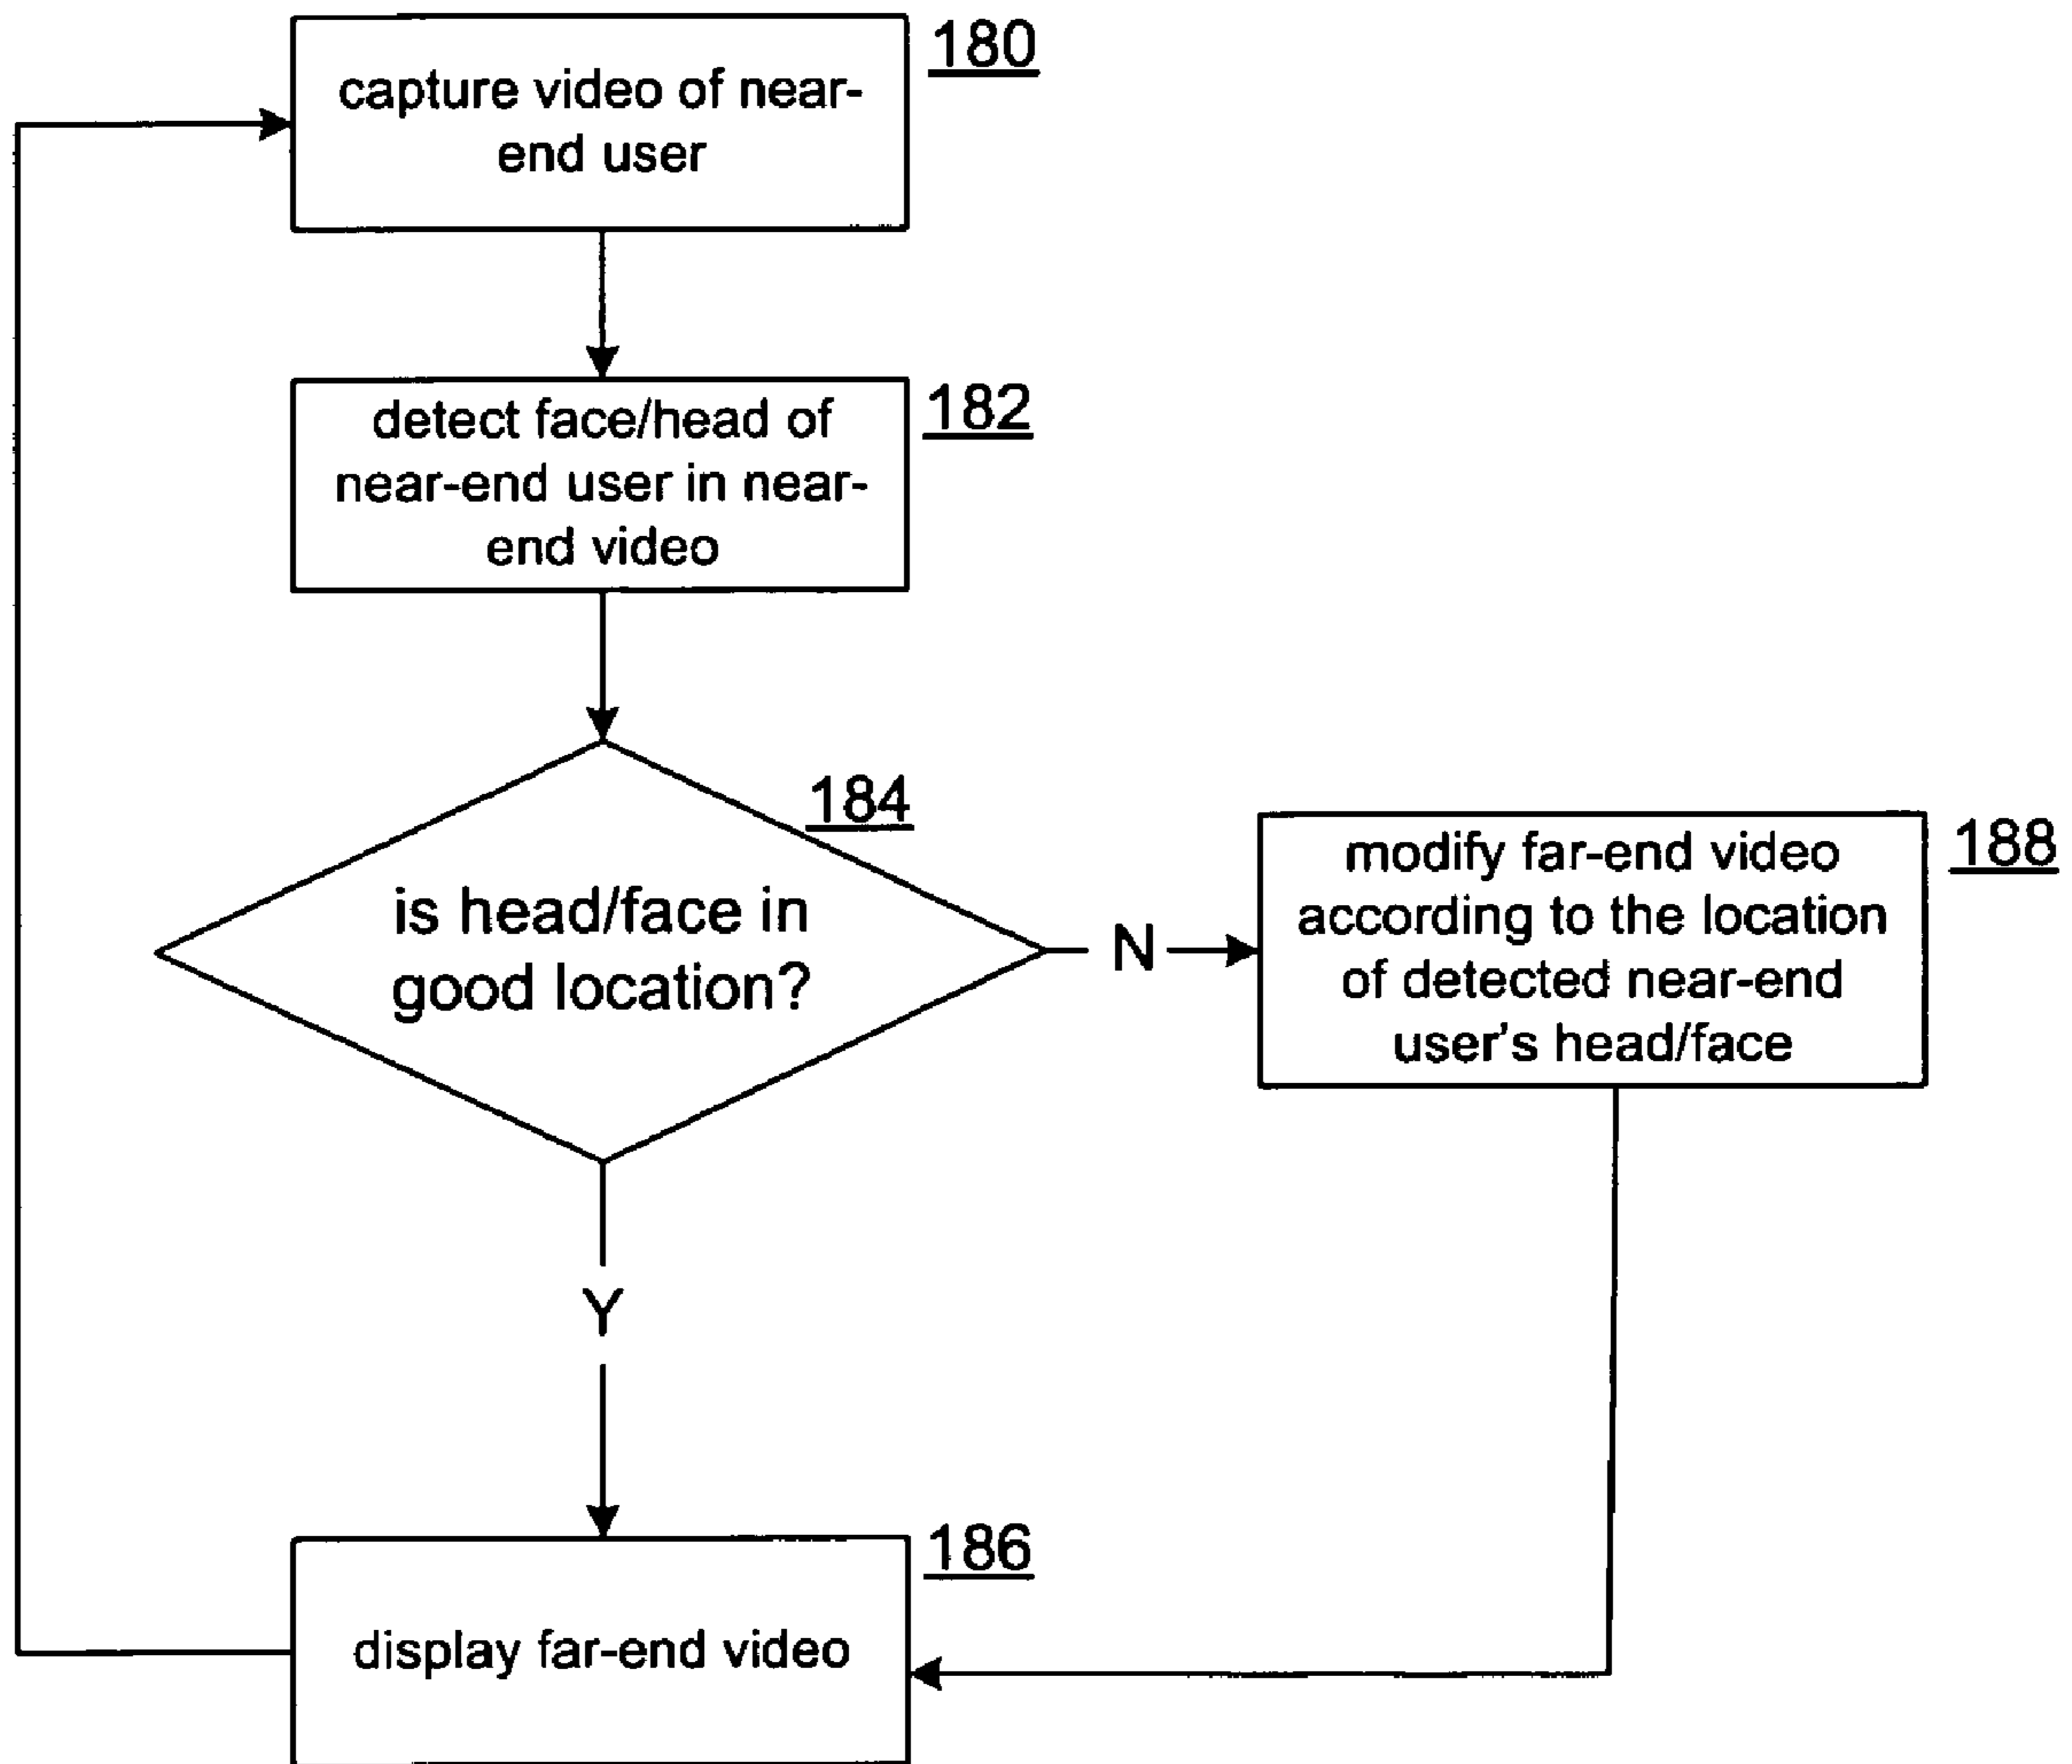 180
capture video of near-
end user
182
detect face/head of
near-end user in near-
end video
184
is head/face in
good location?
N
188
modify far-end video
according to the location
of detected near-end
user's head/face
Y
186
display far-end video